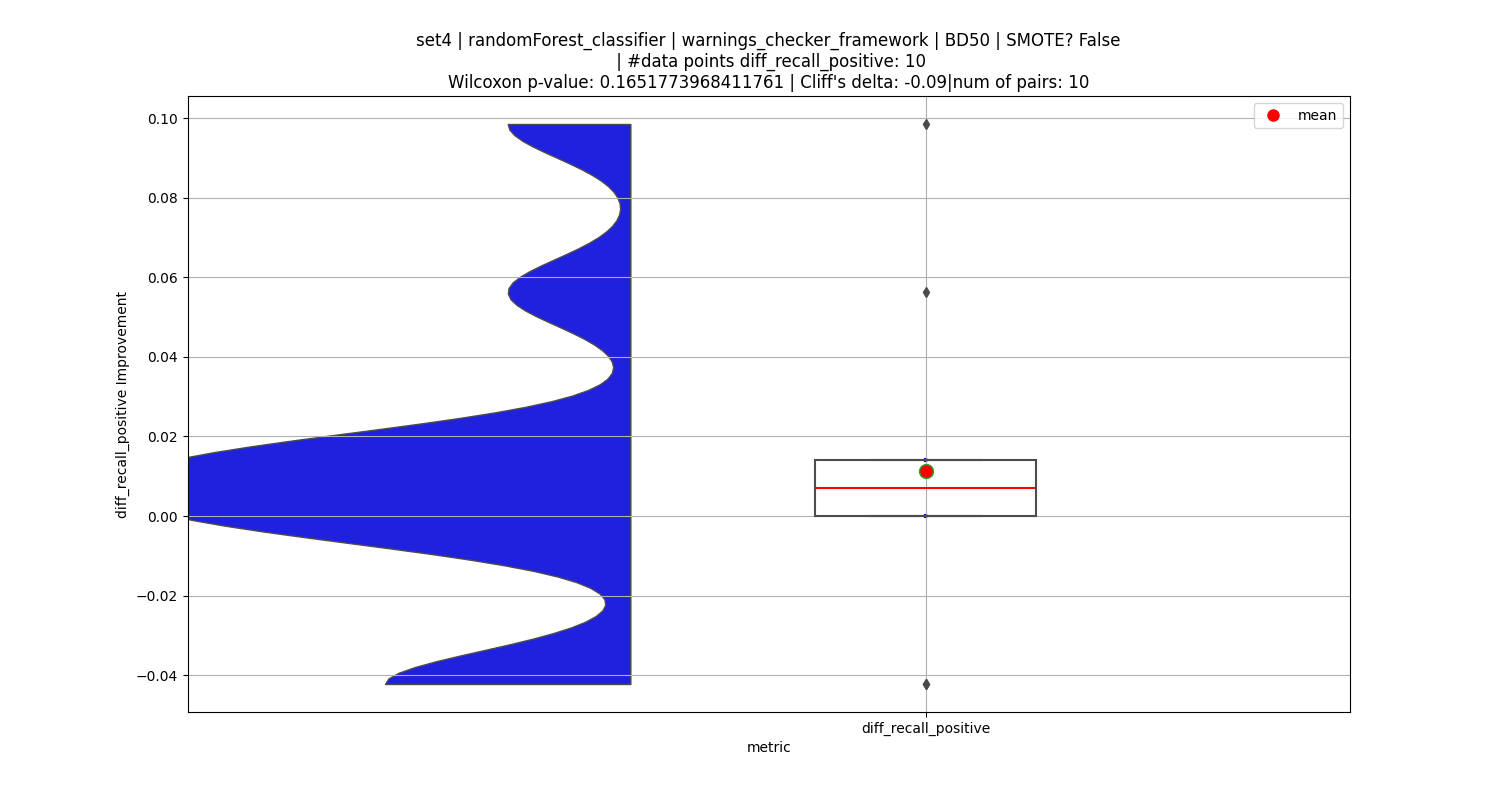 set4 | randomForest_classifier | warnings_checker_framework | BD50 | SMOTE? False
| #data points diff_recall_positive: 10
Wilcoxon p-value: 0.1651773968411761 | Cliff's delta: -0.09|num of pairs: 10
mean
0.10
0.08
0.06
0.04
0.02
0.00
−0.02
−0.04
diff_recall_positive Improvement
diff_recall_positive
metric